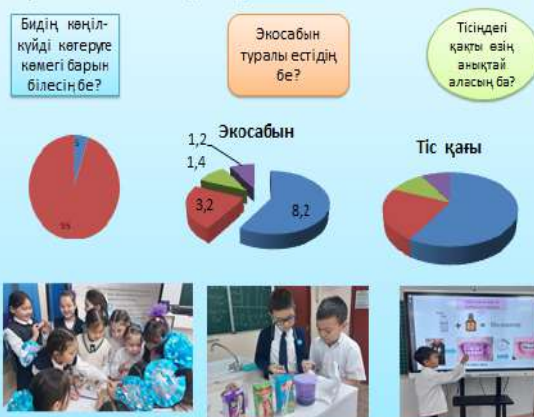 Бидің көңіл-
күйді көтеруге
көмегі барын
білесің бе?
Экосабын
туралы естідің
бе?
Тісіңдегі
қақты өзің
анықтай
аласың ба?
5
95
Экосабын
1,2
1,4
3,2
8,2
Тіс қағы